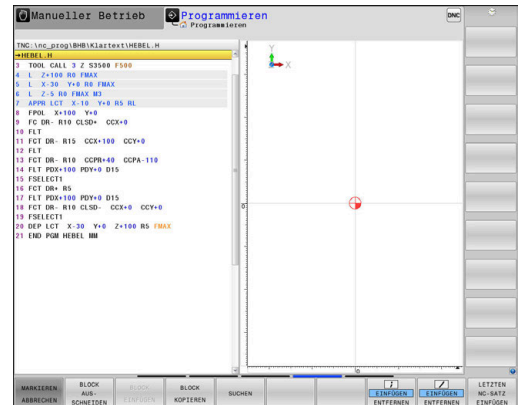 Manueller Betrieb
Programmieren
Programmieren
DNC
TNC:\nc_prog\BHB\Klartext\HEBEL.H
→HEBEL.H
3 TOOL CALL 3 Z S3500 F500
4 L Z+100 R0 FMAX
5 L X-30 Y+0 R0 FMAX
6 L Z-5 R0 FMAX M3
7 APPR LCT X-10 Y+0 R5 RL
8 FPOL X+100 Y+0
9 FC DR- R10 CLSD+ CCX+0
10 FLT
11 FCT DR- R15 CCX+100 CCY+0
12 FLT
13 FCT DR- R10 CCPR+40 CCPA-110
14 FLT PDX+100 PDY+0 D15
15 FSELECT1
16 FCT DR+ R5
17 FLT PDX+100 PDY+0 D15
18 FCT DR- R10 CLSD- CCX+0 CCY+0
19 FSELECT1
20 DEP LCT X-30 Y+0 Z+100 R5 FMAX
21 END PGM HEBEL MM
Y
X
0
0
MARKIEREN
ABBRECHEN
BLOCK
AUS-
SCHNEIDEN
BLOCK
EINFÜGEN
BLOCK
KOPIEREN
SUCHEN
EINFÜGEN
ENTFERNEN
EINFÜGEN
ENTFERNEN
LETZTEN
NC-SATZ
EINFÜGEN